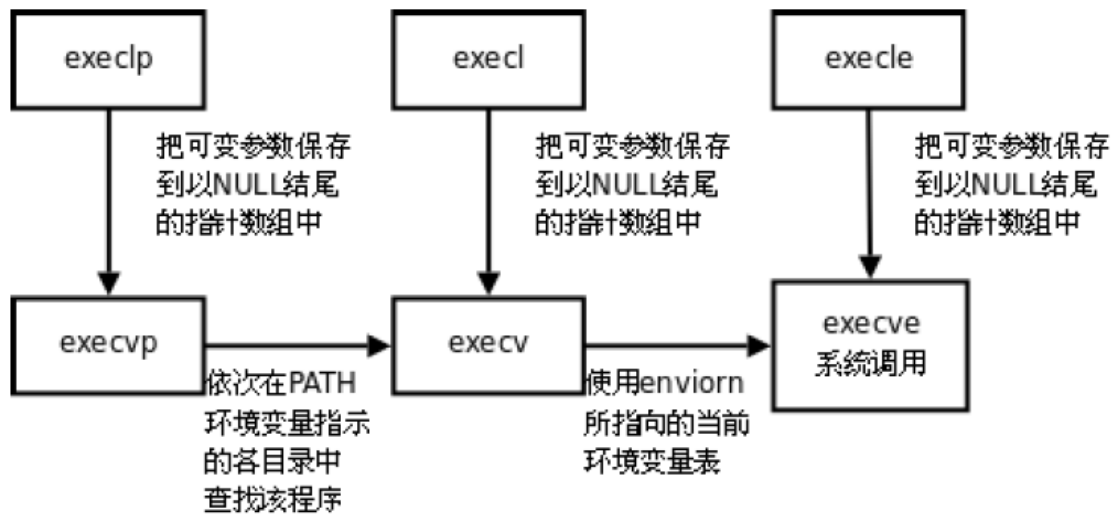 execlp
execl
execle
把可变参数保存
到以NULL结尾
的指针数组中
把可变参数保存
到以NULL结尾
的指针数组中
把可变参数保存
到以NULL结尾
的指针数组中
execvp
execv
execve
系统调用
依次在PATH
环境变量指示
的各目录中
查找该程序
使用enviorn
所指向的当前
环境变量表